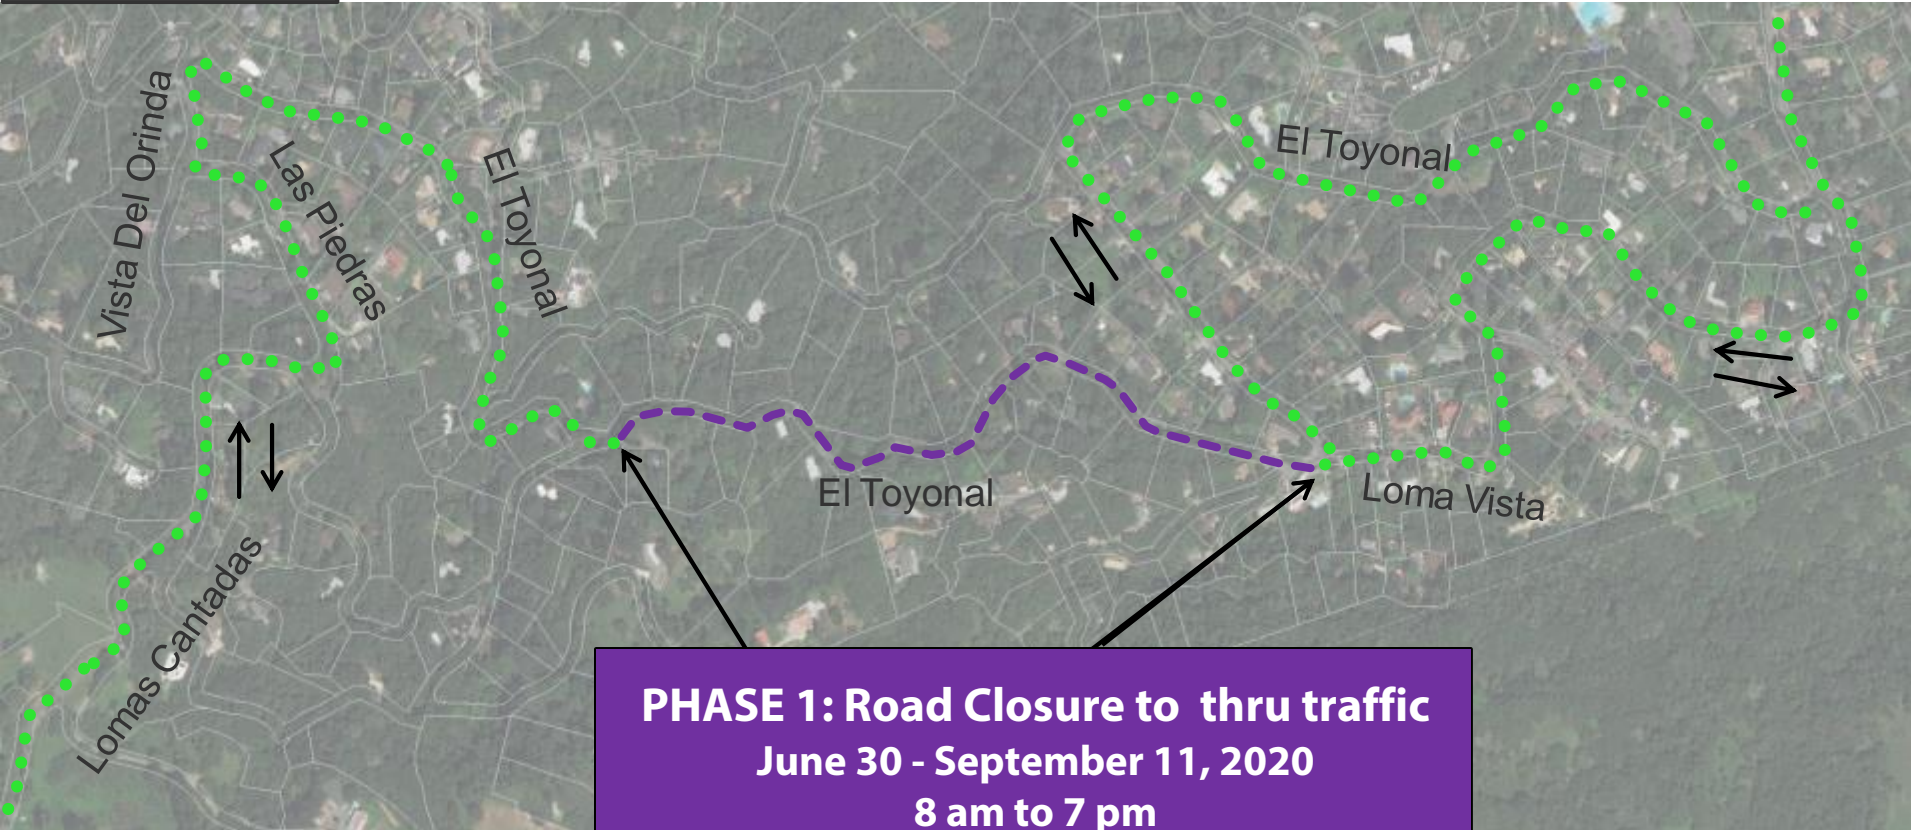 Vista Del Orinda
Las Piedras
El Toyonal
El Toyonal
El Toyonal
Loma Vista
Lomas Cantadas
PHASE 1: Road Closure to thru traffic
June 30 - September 11, 2020
8 am to 7 pm